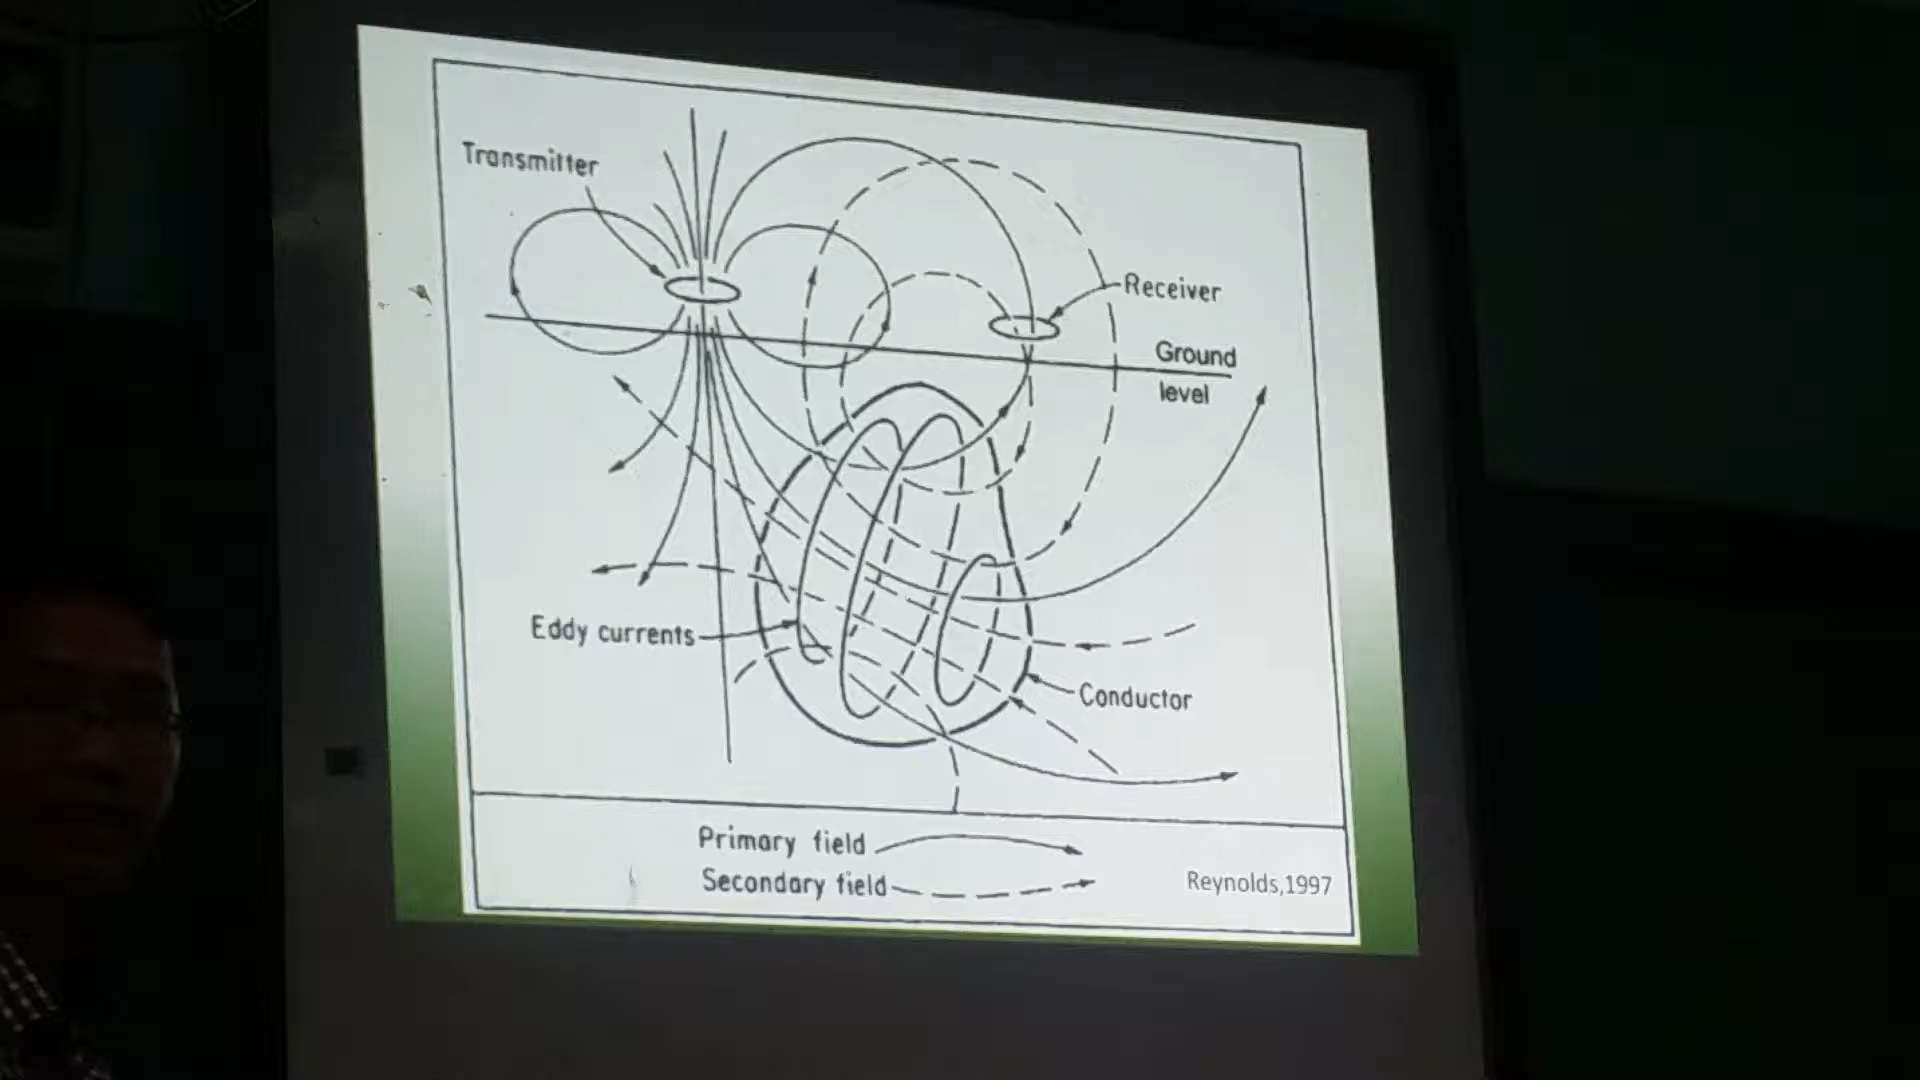 Transmitter
Receiver
Ground
level
Eddy currents
Conductor
Primary field
Secondary field
Reynolds,1997